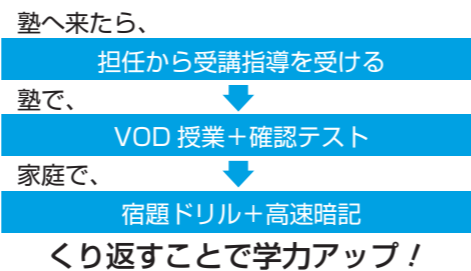 塾へ来たら、
担任から受講指導を受ける
塾で、
VOD 授業＋確認テスト
家庭で、
宿題ドリル＋高速暗記
くり返すことで学力アップ！